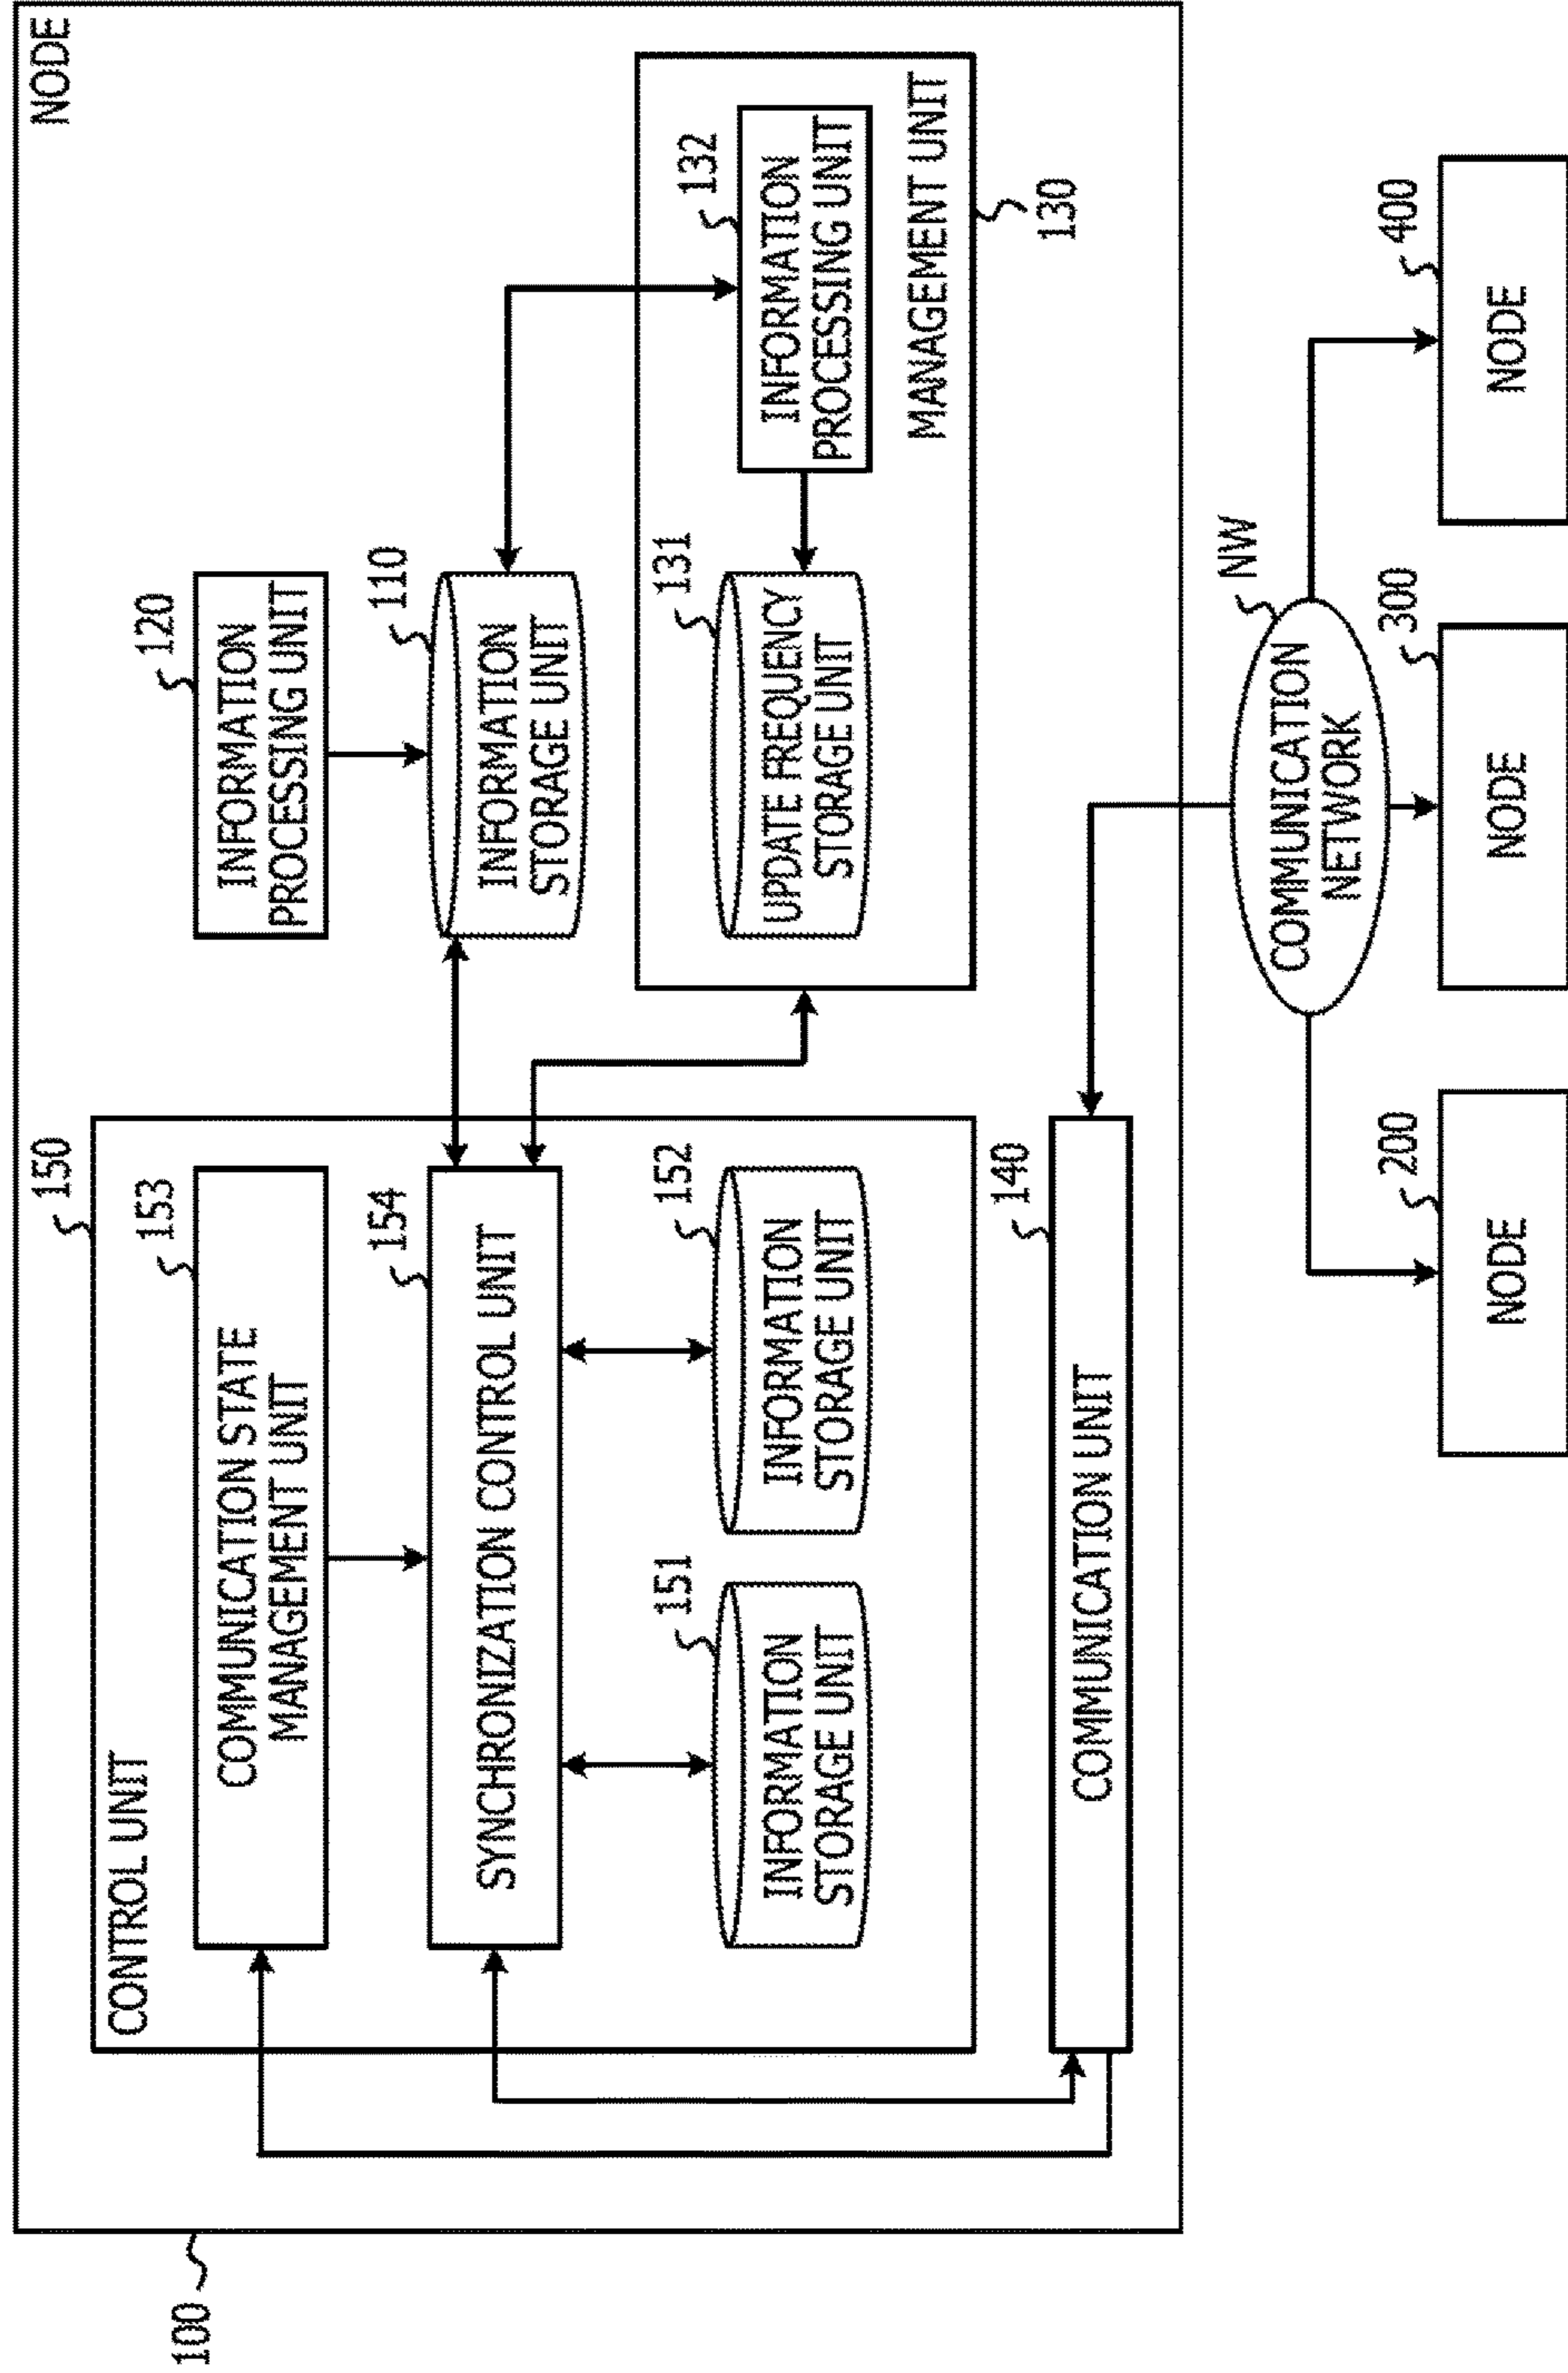 NODE
100
CONTROL UNIT
150
COMMUNICATION STATE
MANAGEMENT UNIT
153
SYNCHRONIZATION CONTROL UNIT
154
INFORMATION
STORAGE UNIT
151
INFORMATION
STORAGE UNIT
152
INFORMATION
PROCESSING UNIT
120
INFORMATION
STORAGE UNIT
110
UPDATE FREQUENCY
STORAGE UNIT
131
INFORMATION
PROCESSING UNIT
132
MANAGEMENT UNIT
130
COMMUNICATION UNIT
140
COMMUNICATION
NETWORK
NW
NODE
200
NODE
300
NODE
400